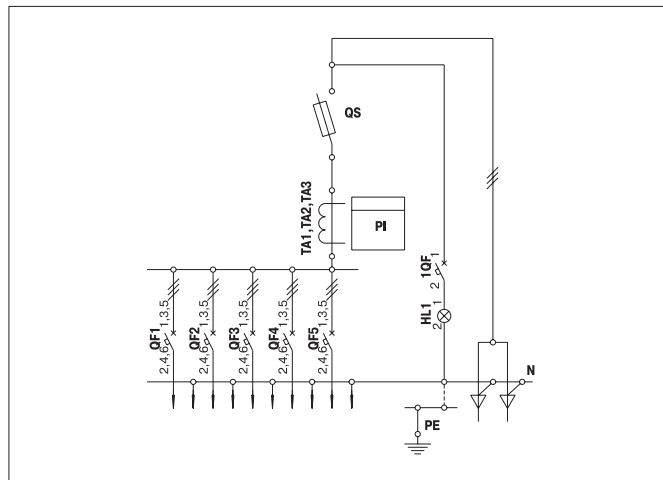 QS
TA1,TA2,TA3
PI
1QF
1
2
HL1
1
2
QF1
1,3,5
2,4,6
QF2
1,3,5
2,4,6
QF3
1,3,5
2,4,6
QF4
1,3,5
2,4,6
QF5
1,3,5
2,4,6
N
PE